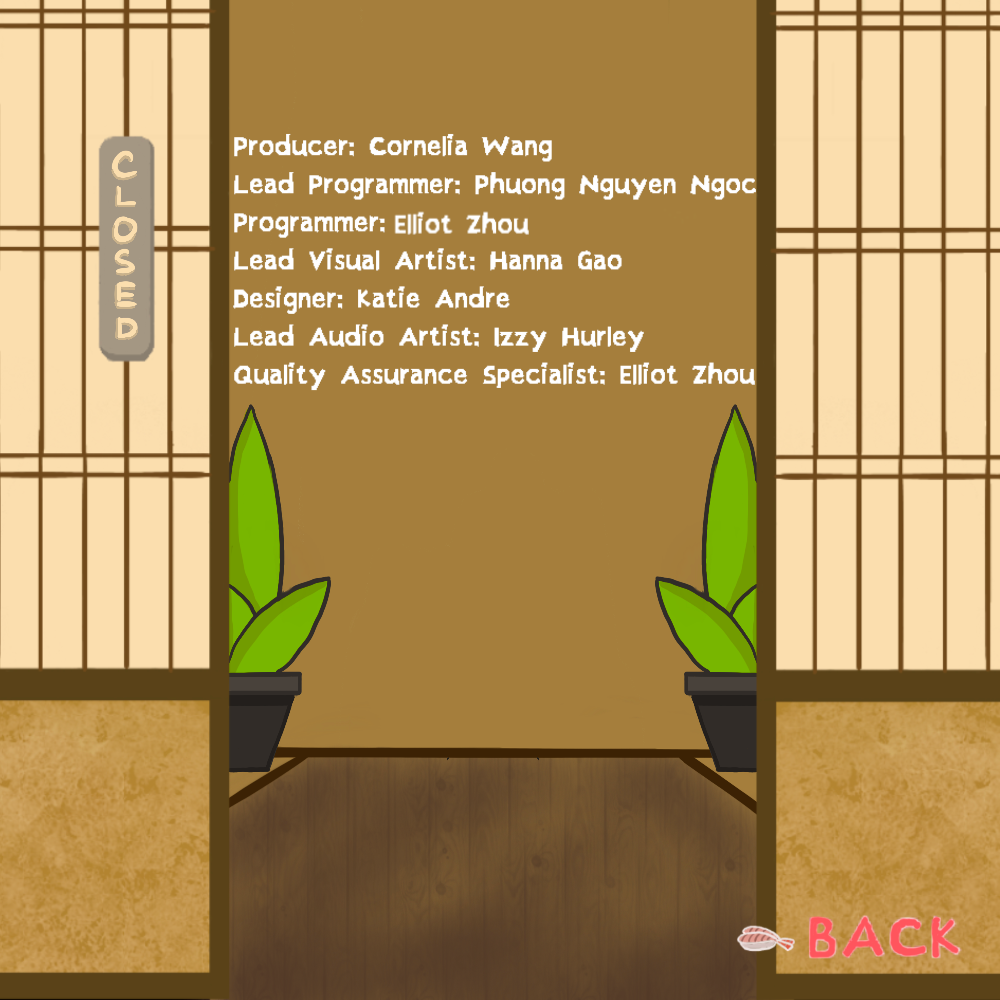 CLOSED
Producer: Cornelia Wang
Lead Programmer: Phuong Nguyen Ngoc
Programmer: Elliot Zhou
Lead Visual Artist: Hanna Gao
Designer: Katie Andre
Lead Audio Artist: Izzy Hurley
Quality Assurance Specialist: Elliot Zhou
BACK